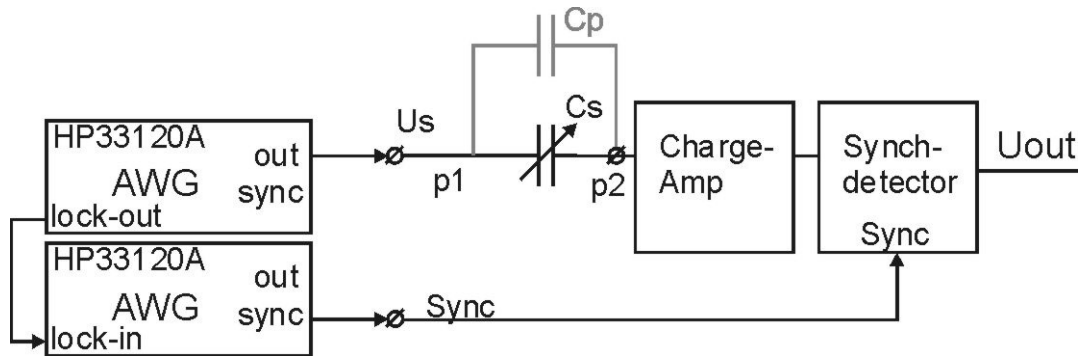 Cp
Us
Cs
p1
p2
HP33120A
out
AWG
sync
lock-out
Charge-
Amp
Synch-
detector
Sync
Uout
HP33120A
out
AWG
sync
lock-in
Sync